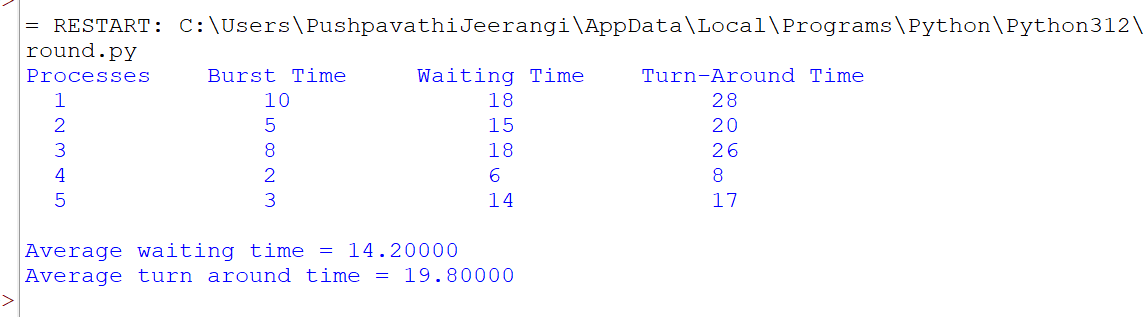 >
= RESTART: C:\Users\PushpavathiJeerangi\AppData\Local\Programs\Python\Python312\
round.py
Processes    Burst Time     Waiting Time    Turn-Around Time
1    10    18    28
2    5    15    20
3    8    18    26
4    2    6    8
5    3    14    17
Average waiting time = 14.20000
Average turn around time = 19.80000
>